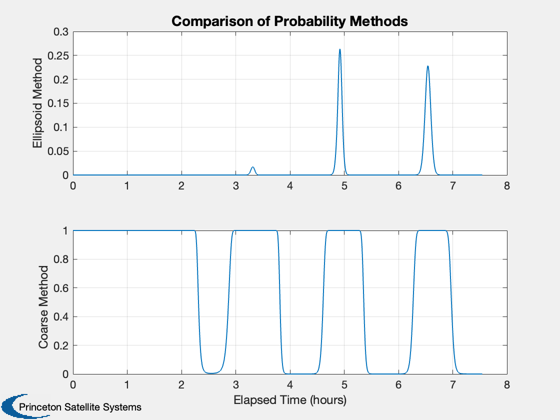 Comparison of Probability Methods
0.3
0.25
0.2
0.15
0.1
0.05
0
Ellipsoid Method
0 1 2 3 4 5 6 7 8
1
0.8
0.6
0.4
0.2
0
Coarse Method
0 1 2 3 4 5 6 7 8
Elapsed Time (hours)
Princeton Satellite Systems